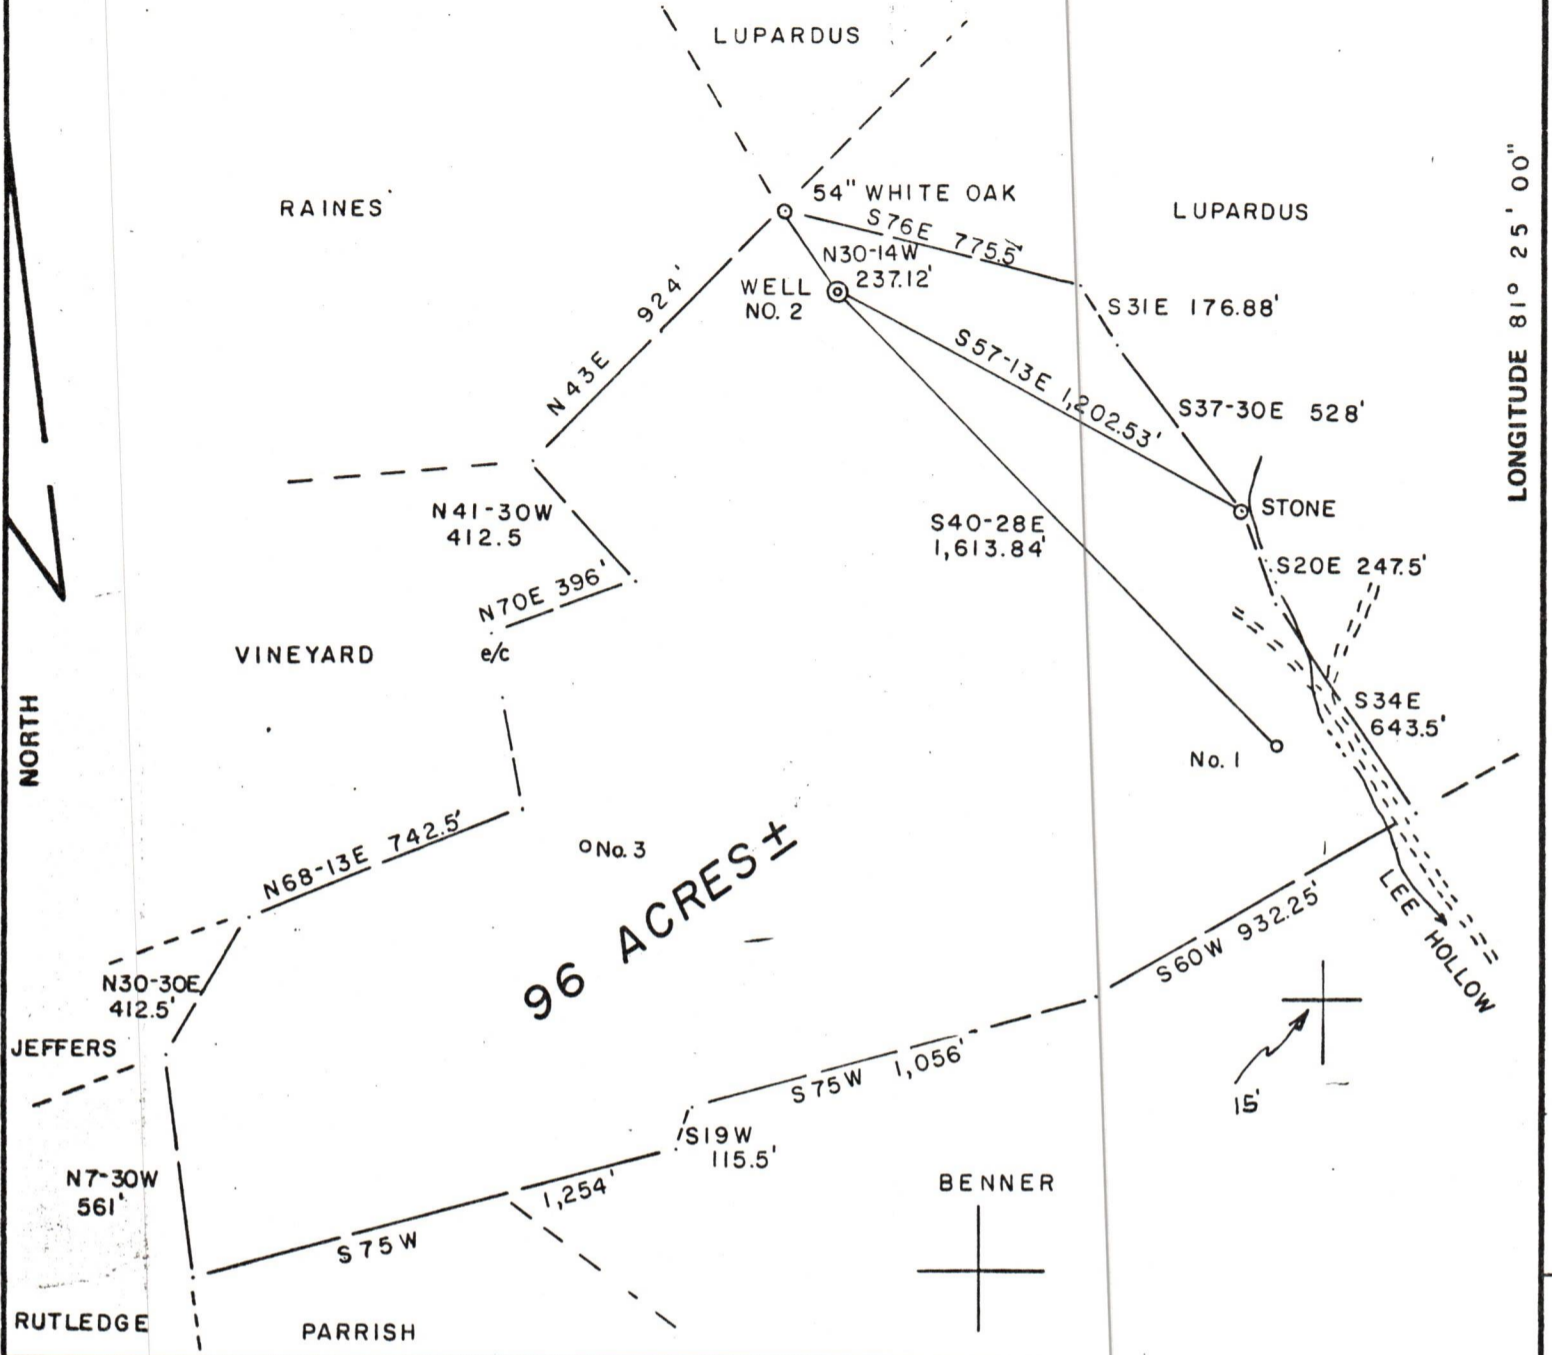 LUPARDUS
54" WHITE OAK
RAINES
LUPARDUS
S76E 775.5'
N30-14W
237.12'
WELL
NO. 2
S31E 176.88'
N43E 924'
S57-13E 1,202.53'
S37-30E 528'
LONGITUDE 81° 25' 00"
STONE
N41-30W
412.5
S40-28E
1,613.84'
S20E 247.5'
N70E 396'
e/c
VINEYARD
NORTH
S34E
643.5'
No. 1
N68-13E 742.5'
No. 3
96 ACRES±
LEE HOLLOW
S60W 932.25'
N30-30E
412.5'
JEFFERS
S75W 1,056'
15'
S19W
115.5'
N7-30W
561'
1,254'
S75W
BENNER
RUTLEDGE
PARRISH